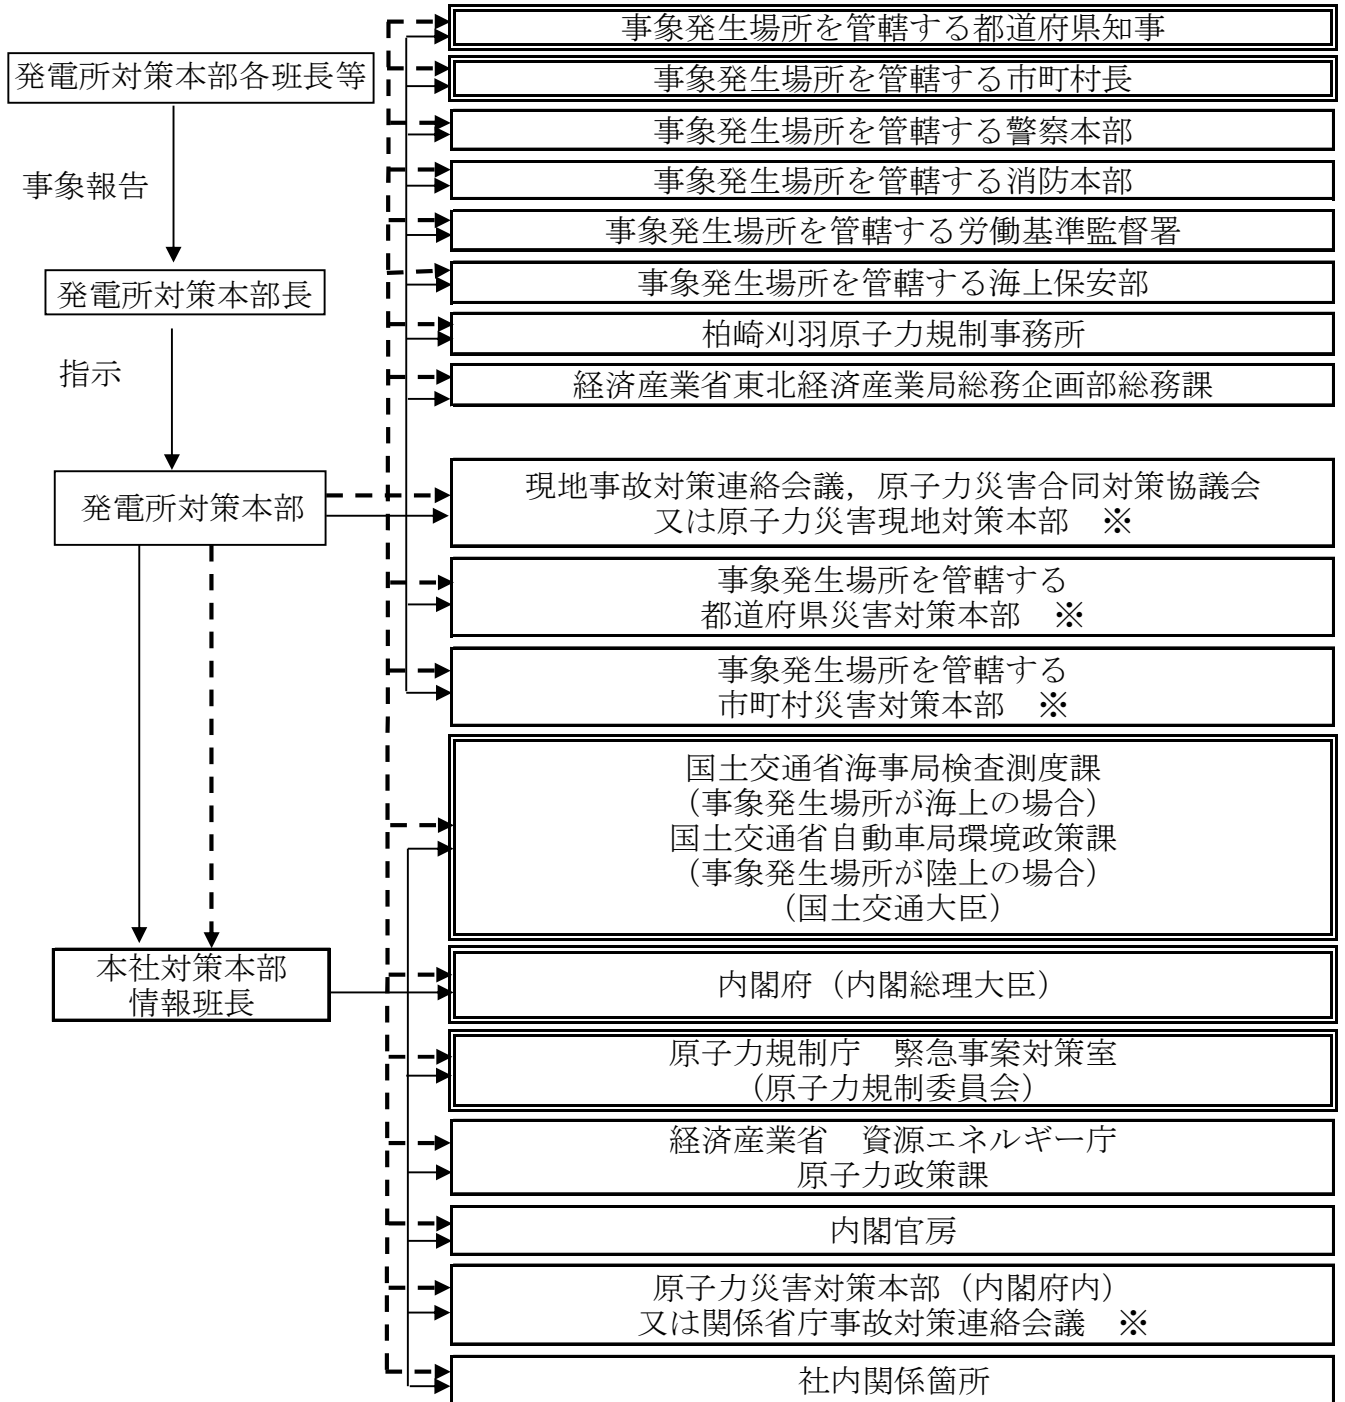 発電所対策本部各班長等
事象報告
発電所対策本部長
指示
発電所対策本部
本社対策本部
情報班長
事象発生場所を管轄する都道府県知事
事象発生場所を管轄する市町村長
事象発生場所を管轄する警察本部
事象発生場所を管轄する消防本部
事象発生場所を管轄する労働基準監督署
事象発生場所を管轄する海上保安部
柏崎刈羽原子力規制事務所
経済産業省東北経済産業局総務企画部総務課
現地事故対策連絡会議，原子力災害合同対策協議会
又は原子力災害現地対策本部　※
事象発生場所を管轄する
都道府県災害対策本部　※
事象発生場所を管轄する
市町村災害対策本部　※
国土交通省海事局検査測度課
（事象発生場所が海上の場合）
国土交通省自動車局環境政策課
（事象発生場所が陸上の場合）
（国土交通大臣）
内閣府（内閣総理大臣）
原子力規制庁　緊急事案対策室
（原子力規制委員会）
経済産業省　資源エネルギー庁
原子力政策課
内閣官房
原子力災害対策本部（内閣府内）
又は関係省庁事故対策連絡会議　※
社内関係箇所